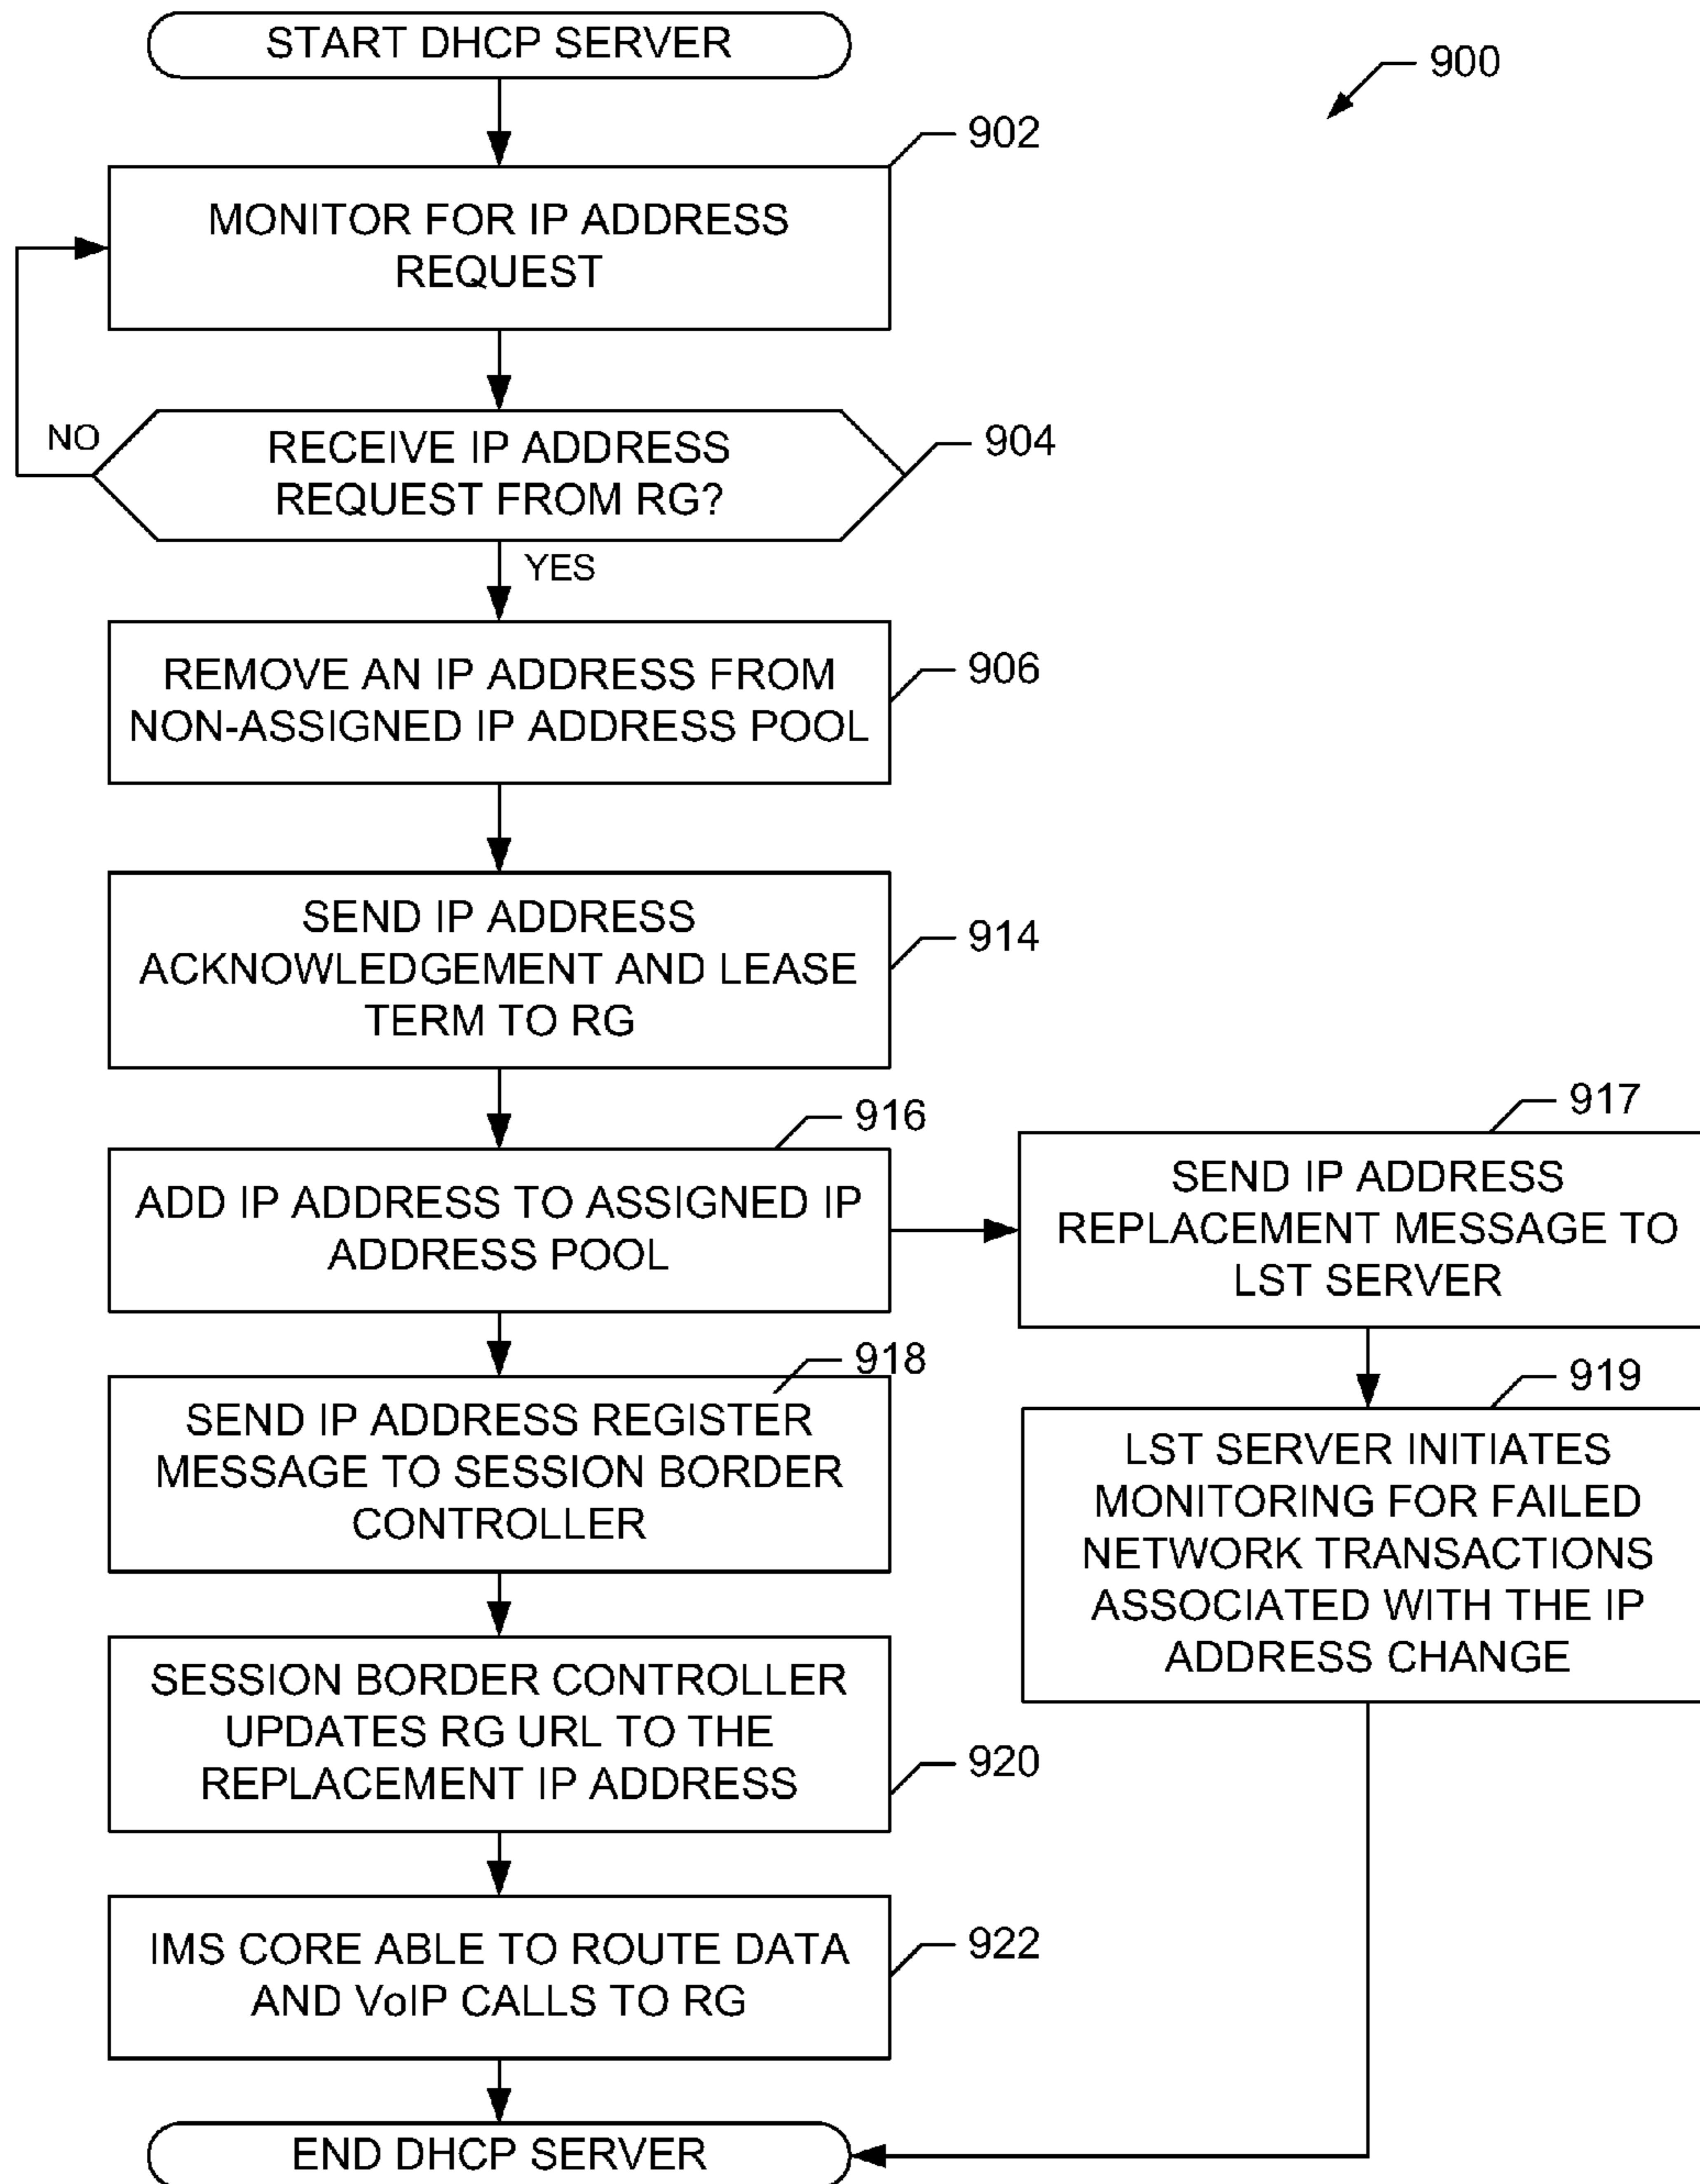 START DHCP SERVER
900
902
MONITOR FOR IP ADDRESS
REQUEST
NO
RECEIVE IP ADDRESS
REQUEST FROM RG?
904
YES
REMOVE AN IP ADDRESS FROM
NON-ASSIGNED IP ADDRESS POOL
906
SEND IP ADDRESS
ACKNOWLEDGEMENT AND LEASE
TERM TO RG
914
916
ADD IP ADDRESS TO ASSIGNED IP
ADDRESS POOL
917
SEND IP ADDRESS
REPLACEMENT MESSAGE TO
LST SERVER
918
SEND IP ADDRESS REGISTER
MESSAGE TO SESSION BORDER
CONTROLLER
919
LST SERVER INITIATES
MONITORING FOR FAILED
NETWORK TRANSACTIONS
ASSOCIATED WITH THE IP
ADDRESS CHANGE
SESSION BORDER CONTROLLER
UPDATES RG URL TO THE
REPLACEMENT IP ADDRESS
920
IMS CORE ABLE TO ROUTE DATA
AND VoIP CALLS TO RG
922
END DHCP SERVER